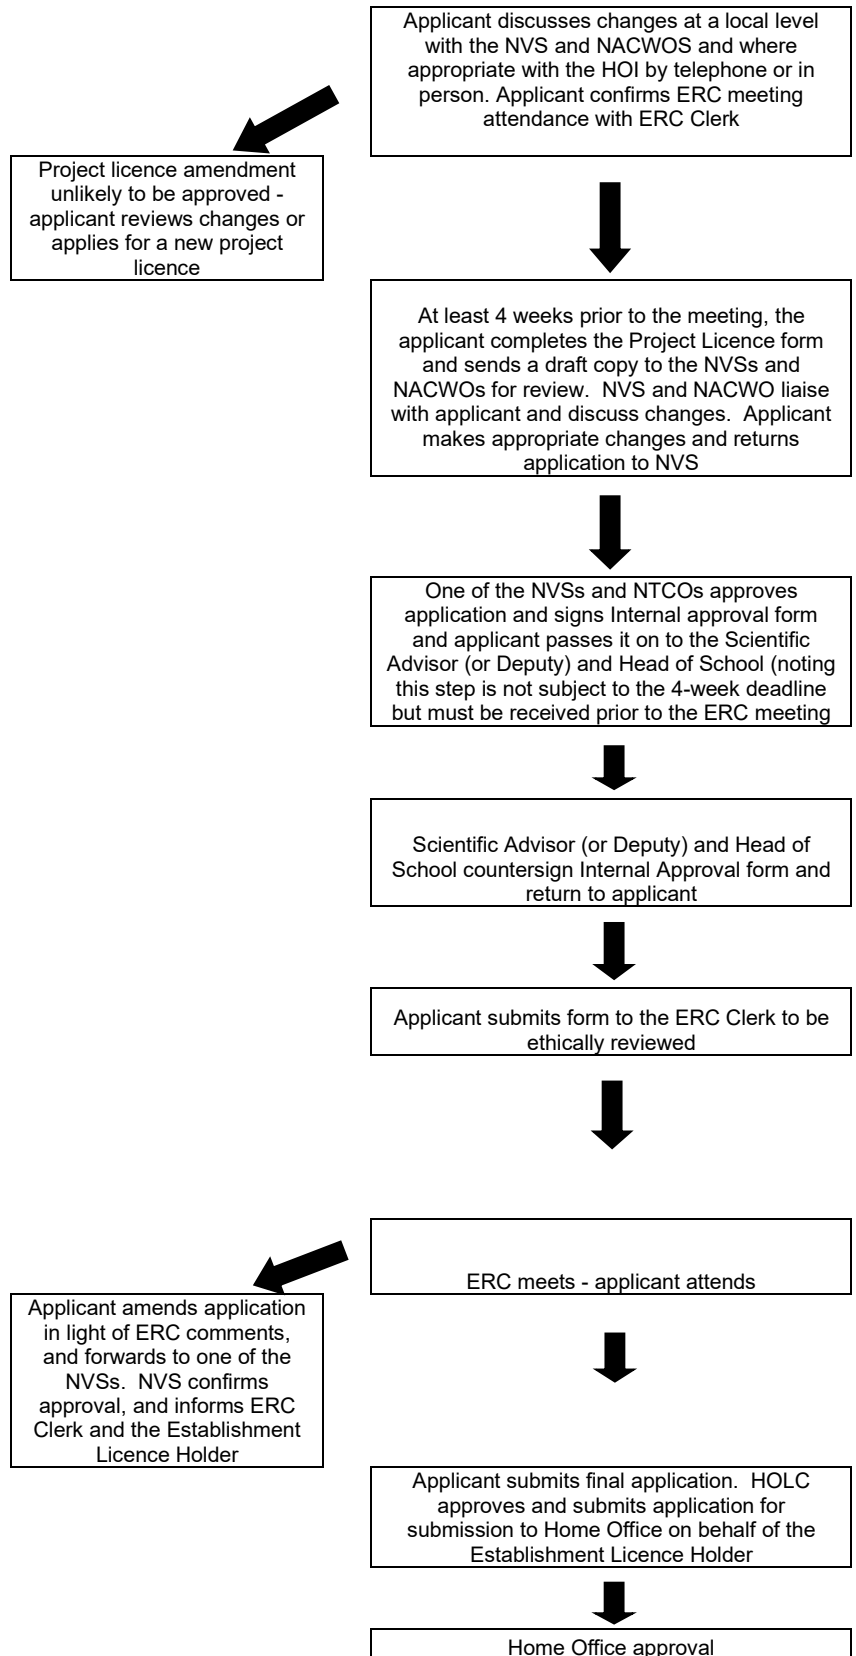 Applicant discusses changes at a local level
with the NVS and NACWOS and where
appropriate with the HOI by telephone or in
person. Applicant confirms ERC meeting
attendance with ERC Clerk
Project licence amendment
unlikely to be approved -
applicant reviews changes or
applies for a new project
licence
At least 4 weeks prior to the meeting, the
applicant completes the Project Licence form
and sends a draft copy to the NVSs and
NACWOs for review.  NVS and NACWO liaise
with applicant and discuss changes.  Applicant
makes appropriate changes and returns
application to NVS
One of the NVSs and NTCOs approves
application and signs Internal approval form
and applicant passes it on to the Scientific
Advisor (or Deputy) and Head of School (noting
this step is not subject to the 4-week deadline
but must be received prior to the ERC meeting
Scientific Advisor (or Deputy) and Head of
School countersign Internal Approval form and
return to applicant
Applicant submits form to the ERC Clerk to be
ethically reviewed
ERC meets - applicant attends
Applicant amends application
in light of ERC comments,
and forwards to one of the
NVSs.  NVS confirms
approval, and informs ERC
Clerk and the Establishment
Licence Holder
Applicant submits final application.  HOLC
approves and submits application for
submission to Home Office on behalf of the
Establishment Licence Holder
Home Office approval